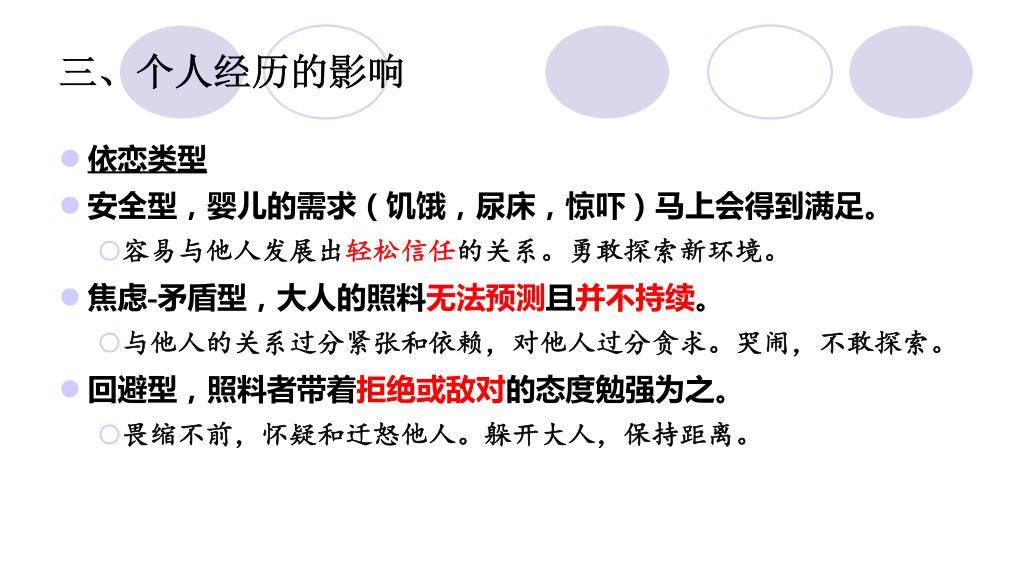 三、个人经历的影响
依恋类型
安全型，婴儿的需求（饥饿，尿床，惊吓）马上会得到满足。
容易与他人发展出轻松信任的关系。勇敢探索新环境。
焦虑-矛盾型，大人的照料无法预测且并不持续。
与他人的关系过分紧张和依赖，对他人过分贪求。哭闹，不敢探索。
回避型，照料者带着拒绝或敌对的态度勉强为之。
畏缩不前，怀疑和迁怒他人。躲开大人，保持距离。